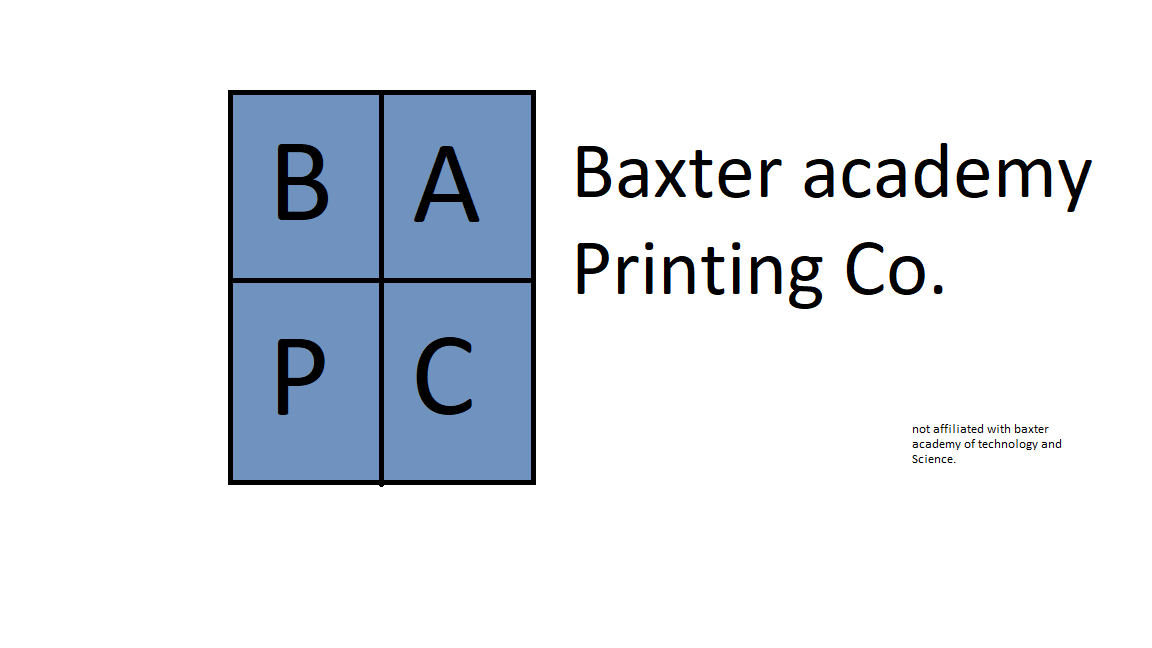 B A
P C
Baxter academy
Printing Co.
not affiliated with baxter
academy of technology and
Science.